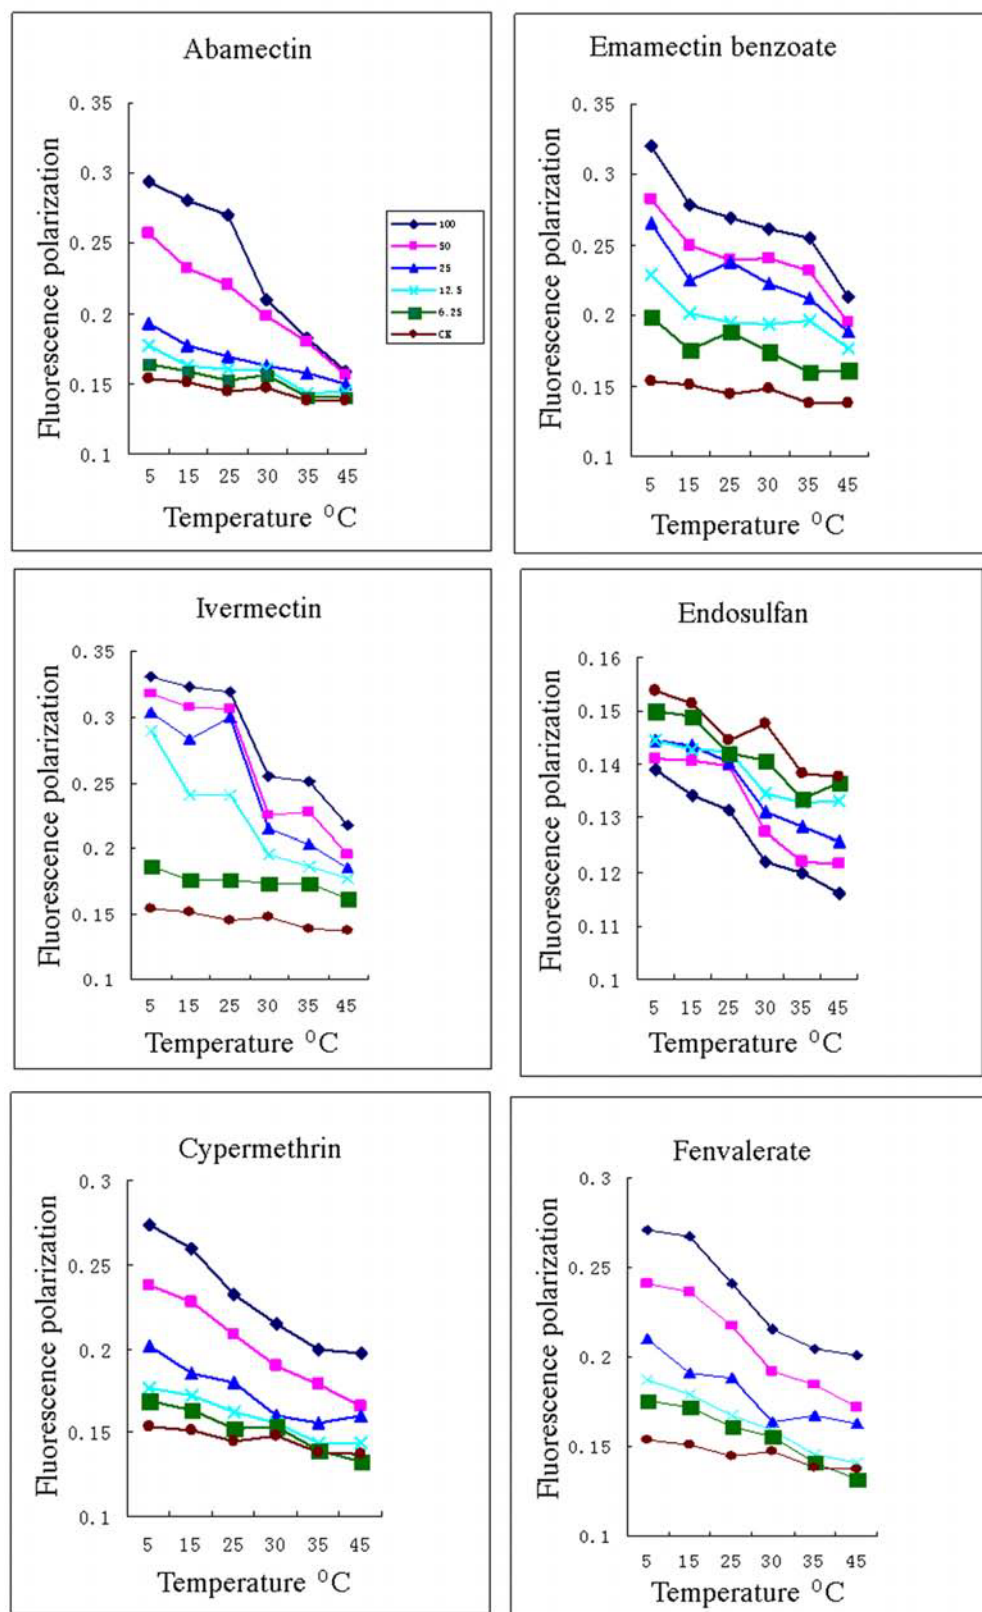 Abamectin
Fluorescence polarization
0.35
0.3
0.25
0.2
0.15
0.1
5 15 25 30 35 45
Temperature ⁰C
100
50
25
12.5
6.25
CK
Emamectin benzoate
Fluorescence polarization
0.35
0.3
0.25
0.2
0.15
0.1
5 15 25 30 35 45
Temperature ⁰C
Ivermectin
Fluorescence polarization
0.35
0.3
0.25
0.2
0.15
0.1
5 15 25 30 35 45
Temperature ⁰C
Endosulfan
Fluorescence polarization
0.16
0.15
0.14
0.13
0.12
0.11
0.1
5 15 25 30 35 45
Temperature ⁰C
Cypermethrin
Fluorescence polarization
0.3
0.25
0.2
0.15
0.1
5 15 25 30 35 45
Temperature ⁰C
Fenvalerate
Fluorescence polarization
0.3
0.25
0.2
0.15
0.1
5 15 25 30 35 45
Temperature ⁰C